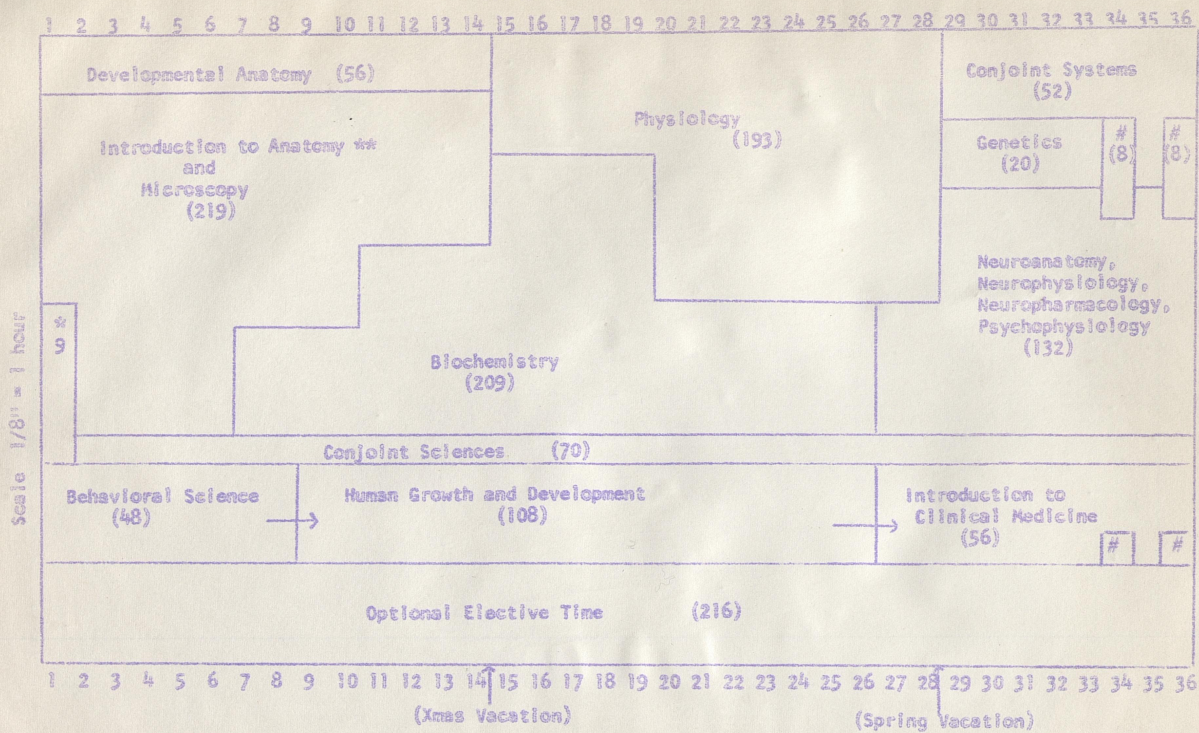 1 2 3 4 5 6 7 8 9 10 11 12 13 14 15 16 17 18 19 20 21 22 23 24 25 26 27 28 29 30 31 32 33 34 35 36
Developmental Anatomy (56)
Introduction to Anatomy **
and
Microscopy
(219)
Physiology
(193)
Conjoint Systems
(52)
Genetics
(20)
#
(8)
#
(8)
Neuroanatomy,
Neurophysiology,
Neuropharmacology,
Psychophysiology
(132)
*
9
Biochemistry
(209)
Scale 1/8" = 1 hour
Conjoint Sciences (70)
Behavioral Science
(48)
Human Growth and Development
(108)
Introduction to
Clinical Medicine
(56)
#
#
Optional Elective Time (216)
1 2 3 4 5 6 7 8 9 10 11 12 13 14 15 16 17 18 19 20 21 22 23 24 25 26 27 28 29 30 31 32 33 34 35 36
(Xmas Vacation)
(Spring Vacation)